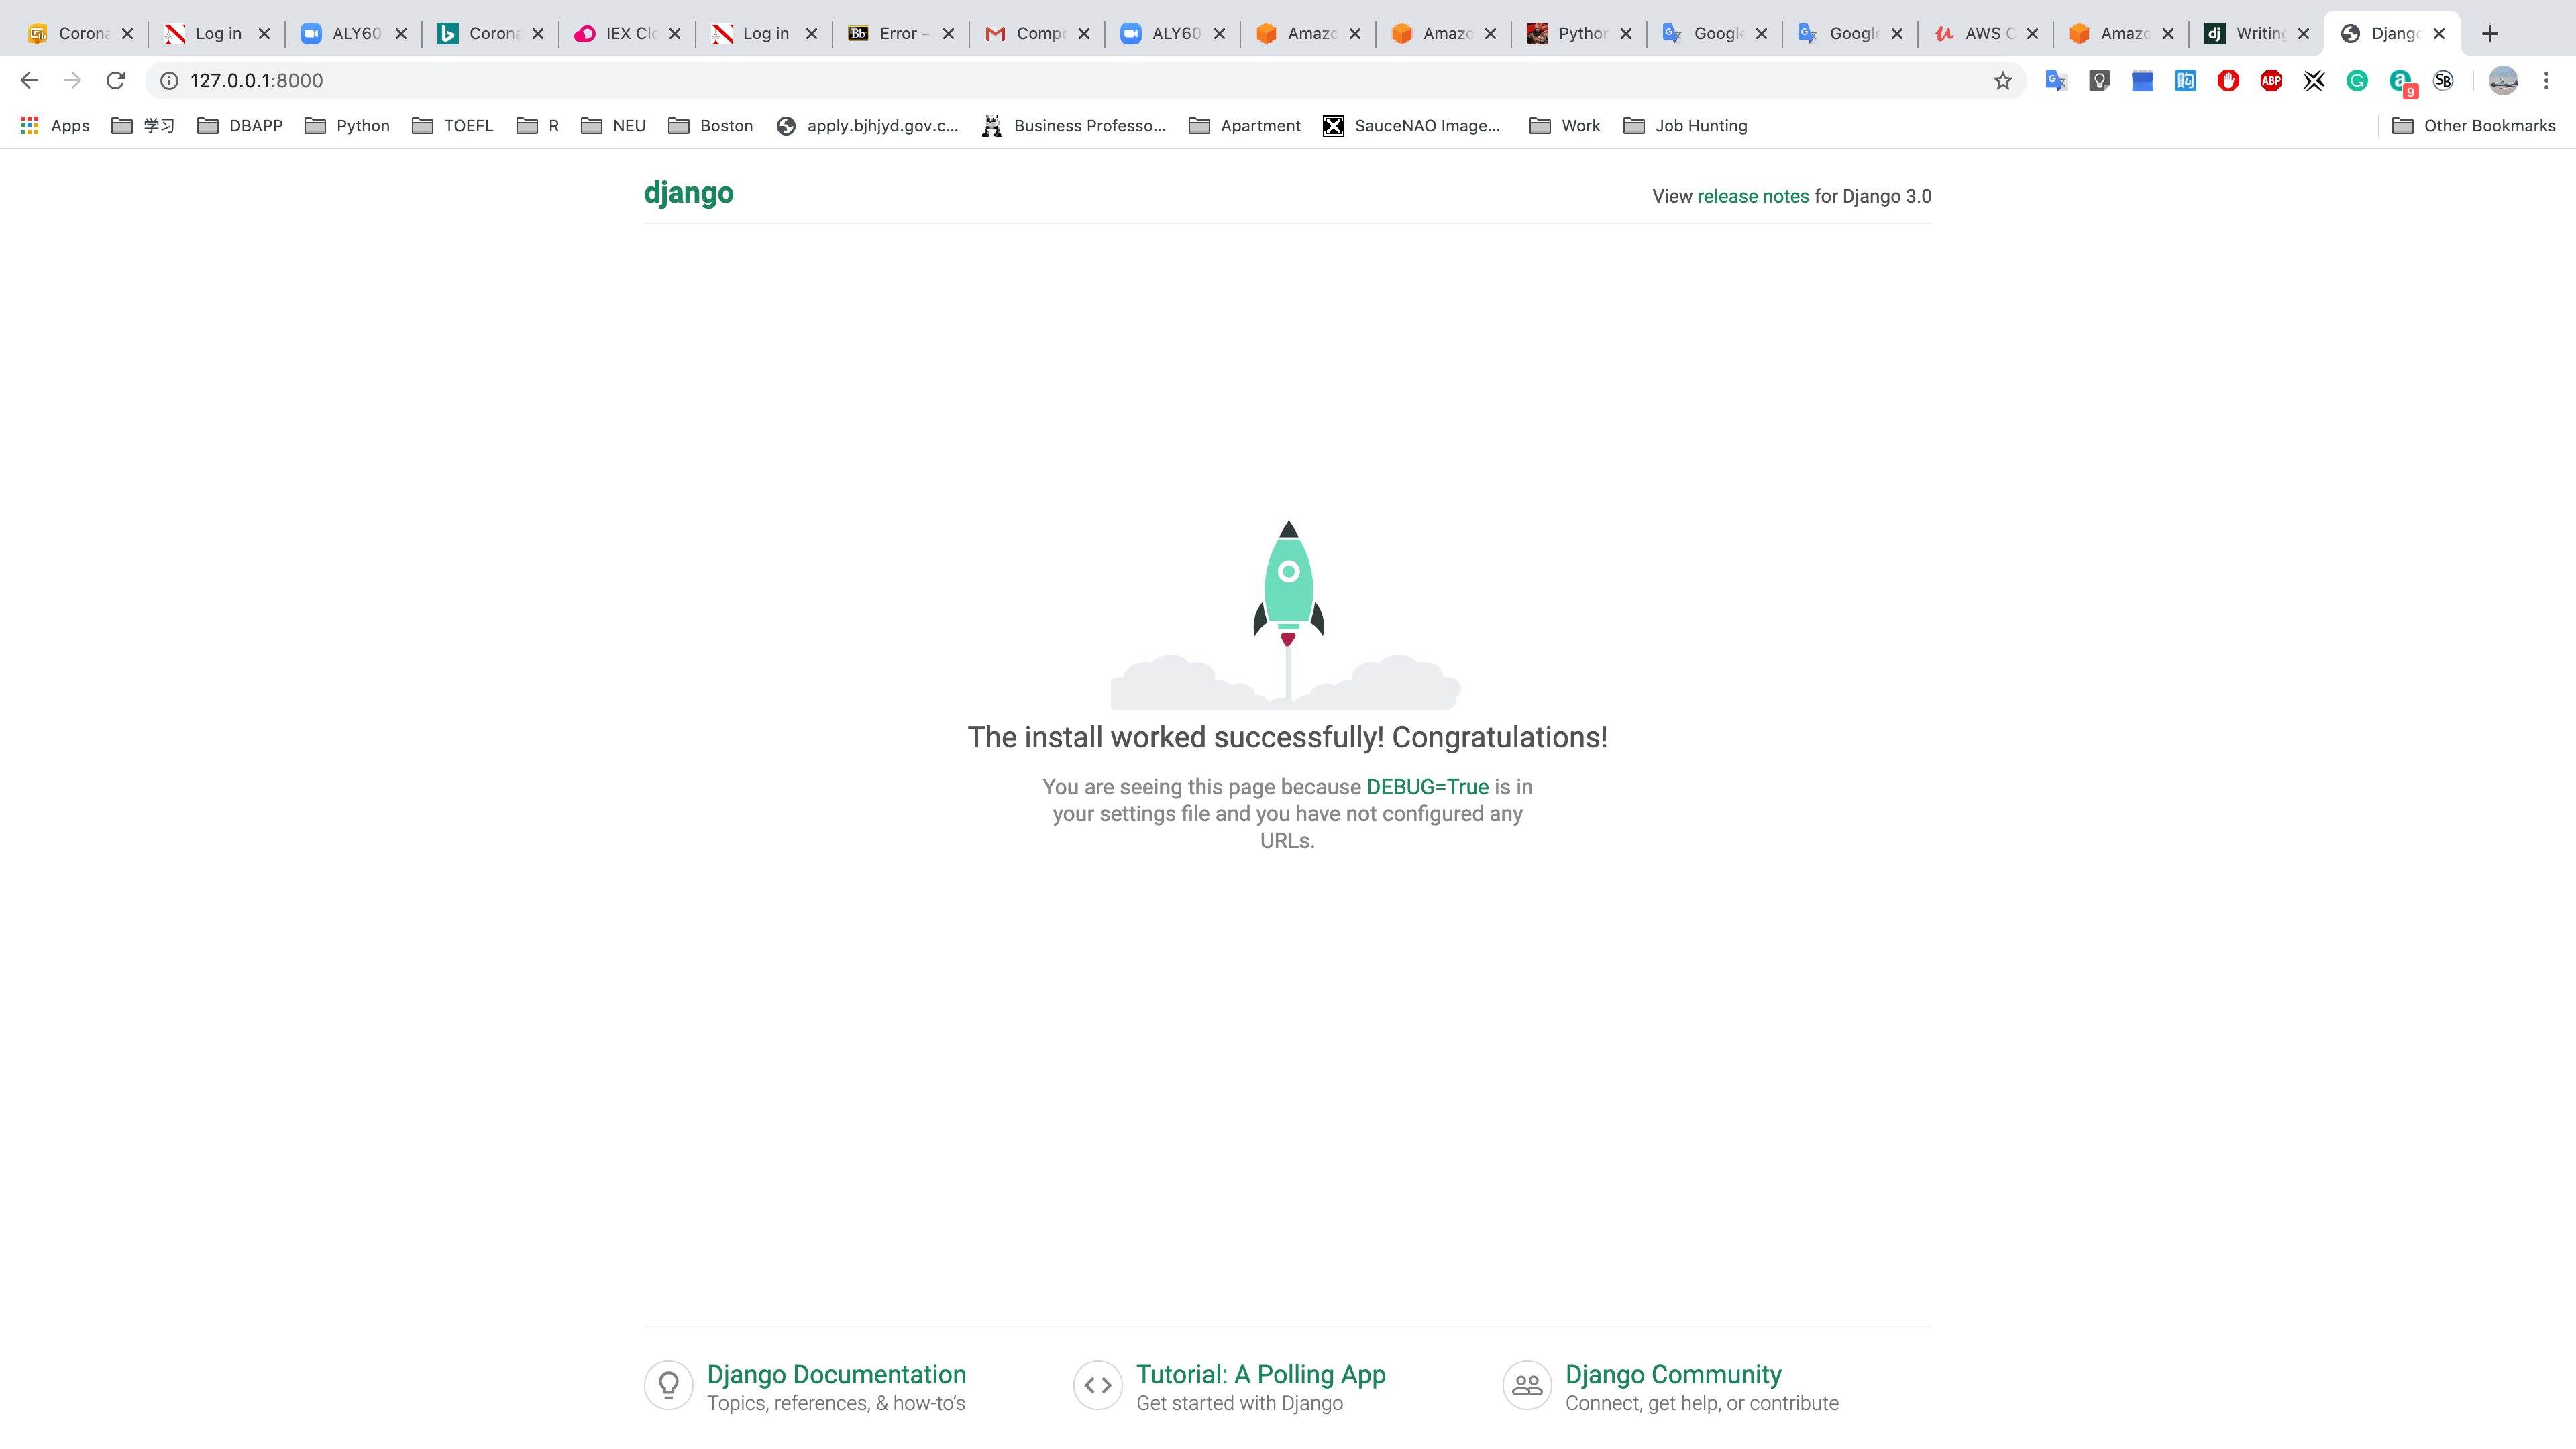 Corona Log in ALY60 Corona IEX Clo Log in Error – Compo ALY60 Amazo Amazo Python Google Google AWS C Amazo Writing Django
127.0.0.1:8000
Apps 学习 DBAPP Python TOEFL R NEU Boston apply.bjhjyd.gov.c... Business Professo... Apartment SauceNAO Image... Work Job Hunting Other Bookmarks
django
View release notes for Django 3.0
The install worked successfully! Congratulations!
You are seeing this page because DEBUG=True is in
your settings file and you have not configured any
URLs.
Django Documentation
Topics, references, & how-to’s
Tutorial: A Polling App
Get started with Django
Django Community
Connect, get help, or contribute